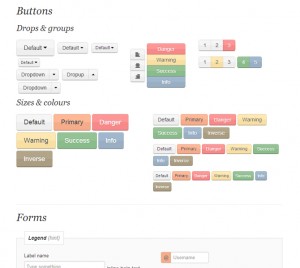 Buttons
Drops & groups
Default Default Default
Default
Dropdown Dropup
Dropdown
Danger
Warning
Success
Info
1 2 3
1 2 3 4 5
Sizes & colours
Default Primary Danger
Warning Success Info
Inverse
Default Primary Danger Warning
Success Info Inverse
Default Primary Danger Warning Success
Info Inverse
Default Primary Danger Warning Success Info
Inverse
Forms
Legend (hint)
Label name
Type something
@ Username